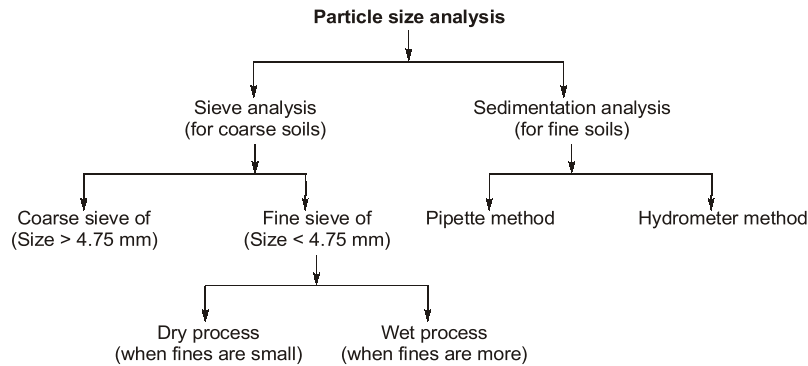 Particle size analysis
Sieve analysis
(for coarse soils)
Sedimentation analysis
(for fine soils)
Coarse sieve of
(Size > 4.75 mm)
Fine sieve of
(Size < 4.75 mm)
Pipette method
Hydrometer method
Dry process
(when fines are small)
Wet process
(when fines are more)